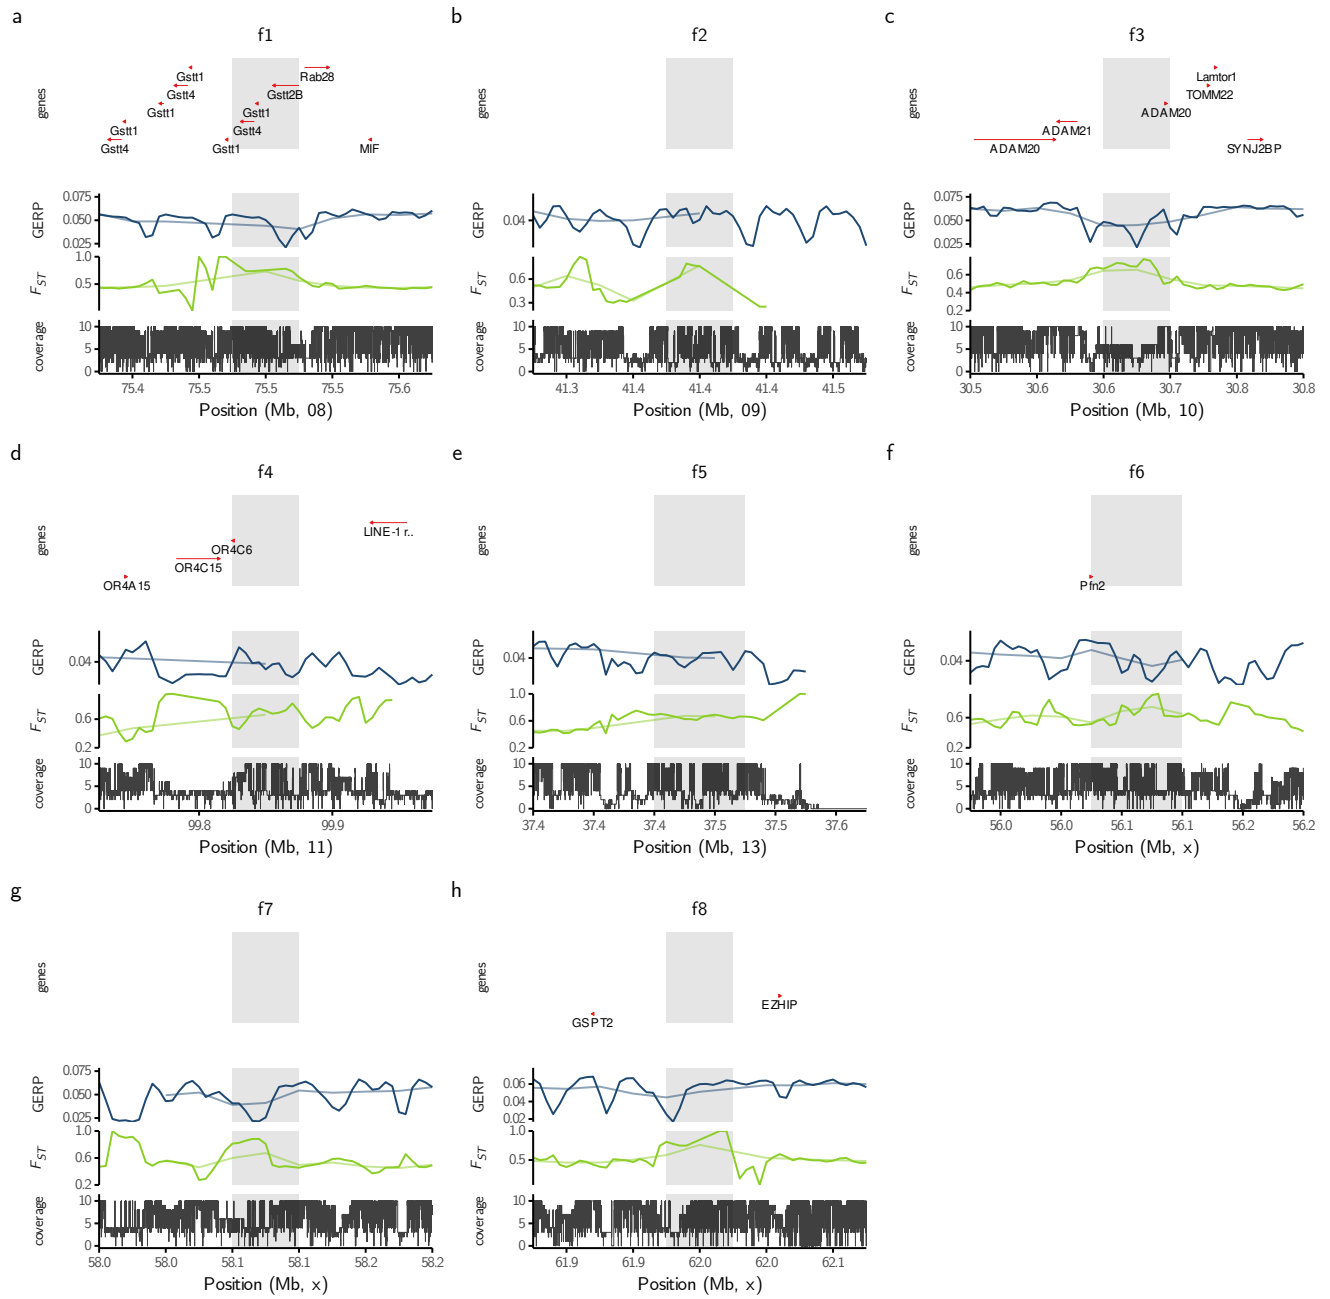 a
f1
genes
Gstt1
Rab28
Gstt4
Gstt2B
Gstt1
Gstt1
Gstt1
Gstt4
Gstt4
Gstt1
MIF
GERP
0.075
0.050
0.025
FST
1.0
0.5
coverage
10
5
0
75.4 75.5 75.5 75.5 75.6
Position (Mb, 08)
b
f2
genes
GERP
0.04
FST
0.6
0.3
coverage
10
5
0
41.3 41.4 41.4 41.4 41.5
Position (Mb, 09)
c
f3
genes
Lamtor1
TOMM22
ADAM20
ADAM21
ADAM20
SYNJ2BP
GERP
0.075
0.050
0.025
FST
0.6
0.4
0.2
coverage
10
5
0
30.5 30.6 30.6 30.7 30.8 30.8
Position (Mb, 10)
d
f4
genes
LINE-1 r..
OR4C6
OR4C15
OR4A15
GERP
0.04
FST
0.6
0.2
coverage
10
5
0
99.8 99.9
Position (Mb, 11)
e
f5
genes
GERP
0.04
FST
1.0
0.6
0.2
coverage
10
5
0
37.4 37.4 37.4 37.5 37.5 37.6
Position (Mb, 13)
f
f6
genes
Pfn2
GERP
0.04
FST
0.6
0.2
coverage
10
5
0
56.0 56.0 56.1 56.1 56.2 56.2
Position (Mb, x)
g
f7
genes
GERP
0.075
0.050
0.025
FST
1.0
0.6
0.2
coverage
10
5
0
58.0 58.0 58.1 58.1 58.2 58.2
Position (Mb, x)
h
f8
genes
EZHIP
GSPT2
GERP
0.06
0.04
0.02
FST
1.0
0.5
coverage
10
5
0
61.9 61.9 62.0 62.0 62.1
Position (Mb, x)